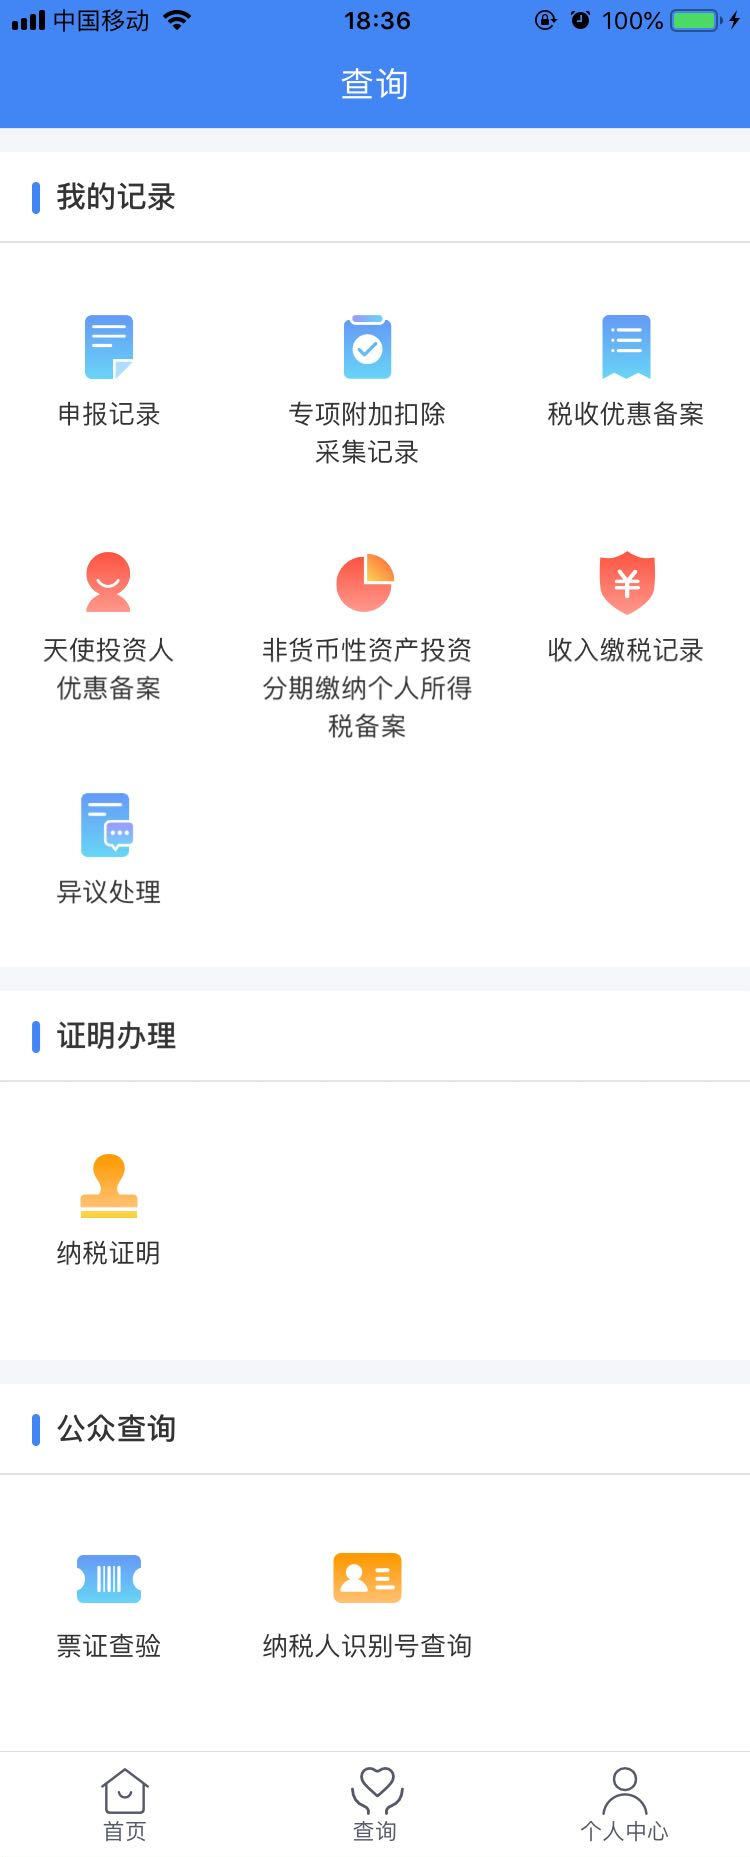 中国移动 18:36 100%
查询
我的记录
申报记录
专项附加扣除
采集记录
税收优惠备案
天使投资人
优惠备案
非货币性资产投资
分期缴纳个人所得
税备案
收入缴税记录
异议处理
证明办理
纳税证明
公众查询
票证查验
纳税人识别号查询
首页
查询
个人中心